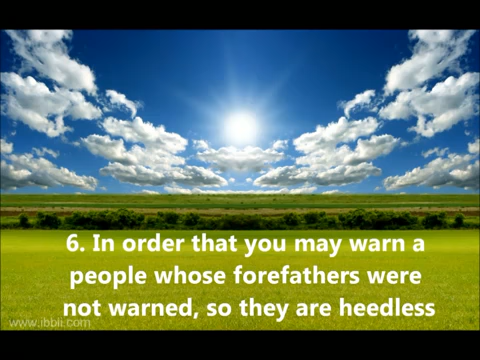 6. In order that you may warn a
people whose forefathers were
not warned, so they are heedless
www.ibbli.com